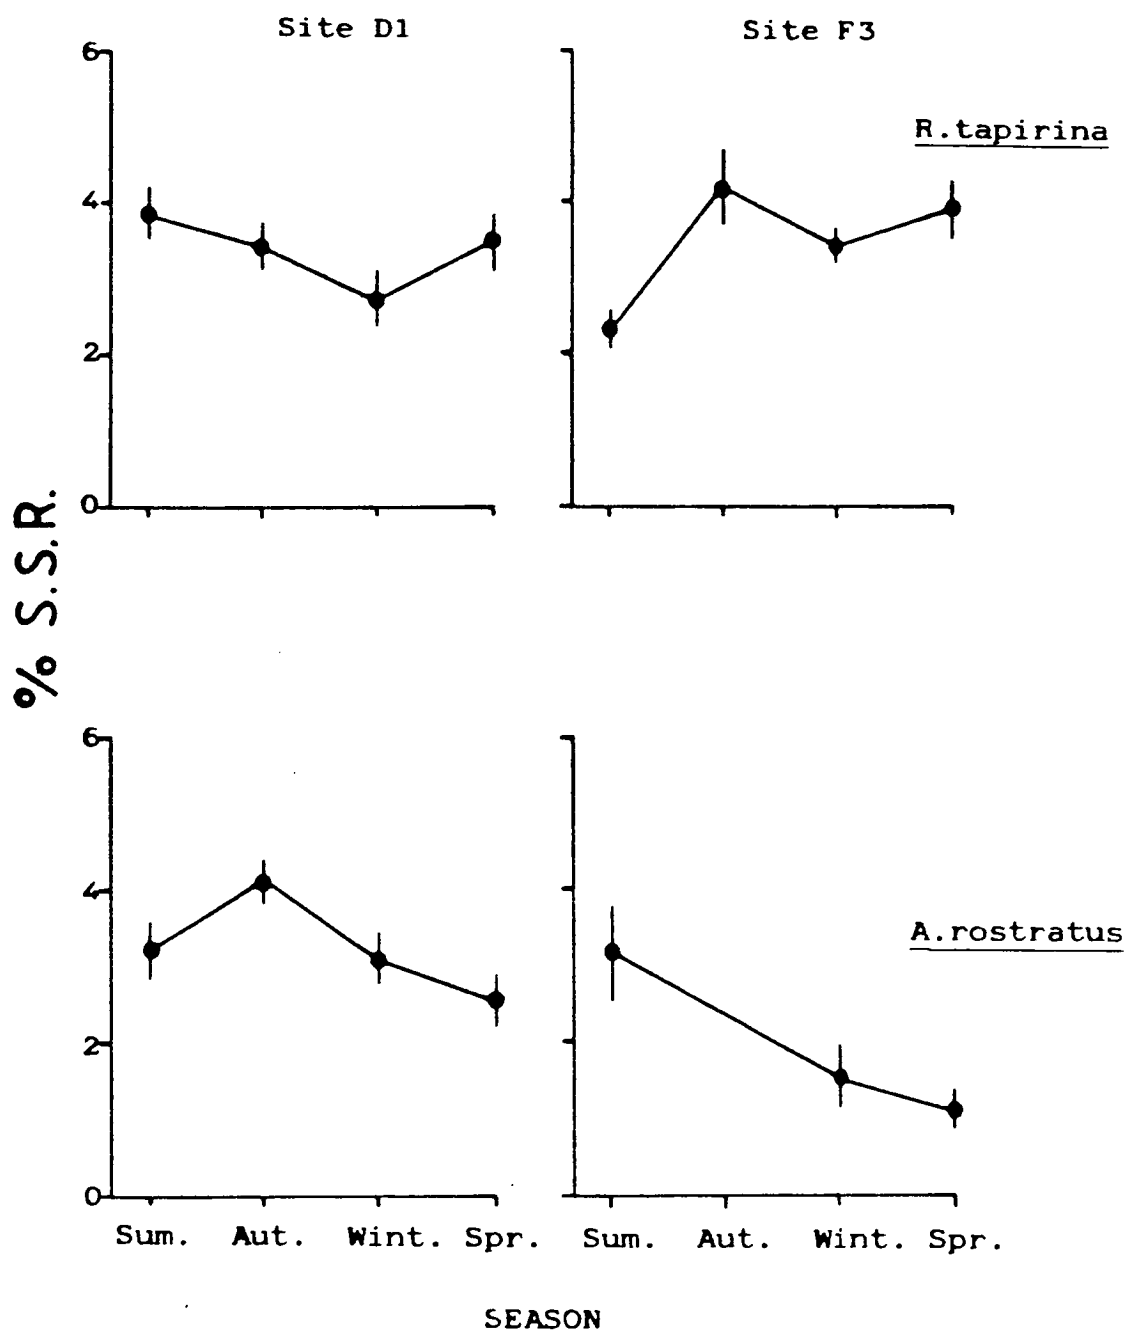 Site D1
Site F3
6
R.tapirina
4
2
0
% S.S.R.
6
4
A.rostratus
2
0
Sum. Aut. Wint. Spr.
Sum. Aut. Wint. Spr.
SEASON